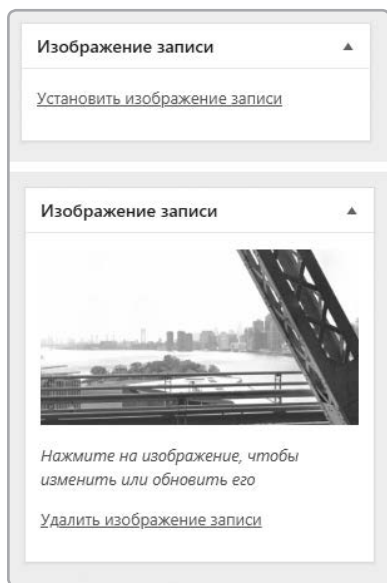 Изображение записи
Установить изображение записи
Изображение записи
Нажмите на изображение, чтобы
изменить или обновить его
Удалить изображение записи